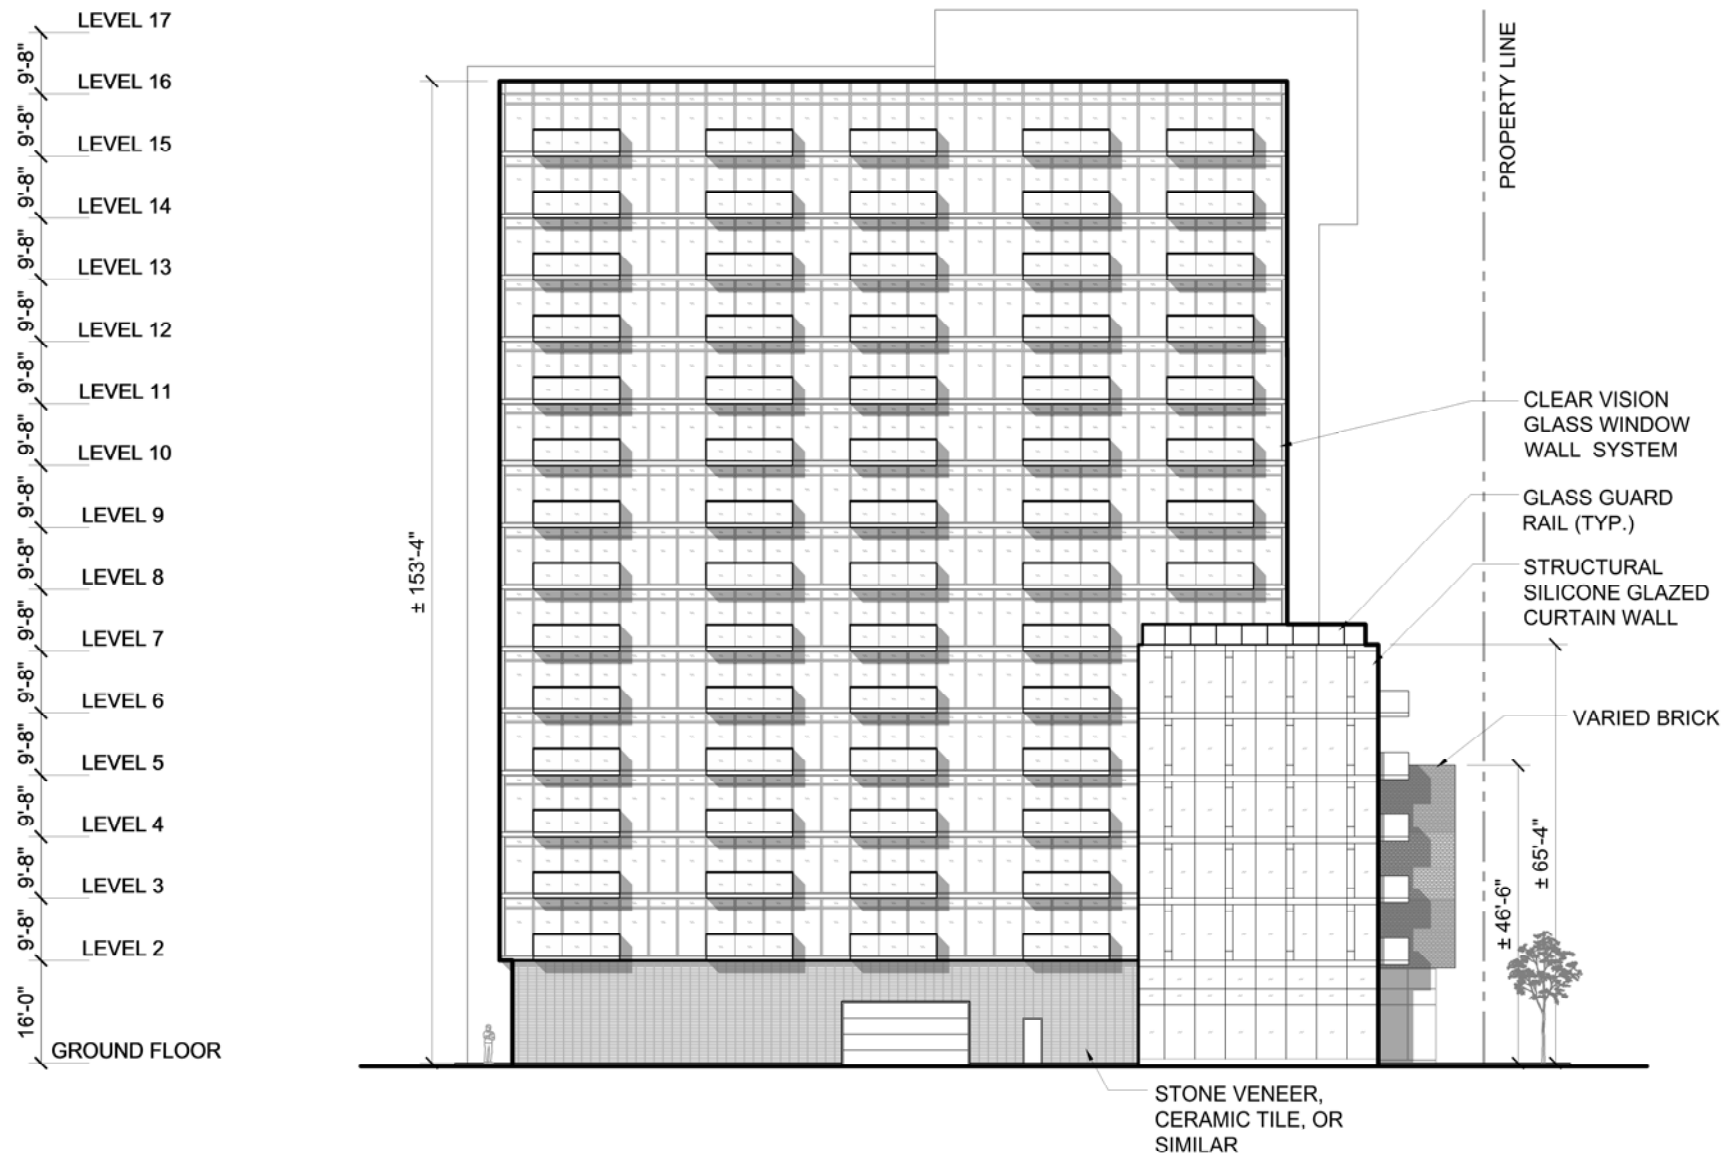 LEVEL 17
9'-8"
LEVEL 16
9'-8"
LEVEL 15
9'-8"
LEVEL 14
9'-8"
LEVEL 13
9'-8"
LEVEL 12
9'-8"
LEVEL 11
9'-8"
LEVEL 10
9'-8"
LEVEL 9
9'-8"
LEVEL 8
9'-8"
LEVEL 7
9'-8"
LEVEL 6
9'-8"
LEVEL 5
9'-8"
LEVEL 4
9'-8"
LEVEL 3
9'-8"
LEVEL 2
16'-0"
GROUND FLOOR
± 153'-4"
PROPERTY LINE
CLEAR VISION
GLASS WINDOW
WALL SYSTEM
GLASS GUARD
RAIL (TYP.)
STRUCTURAL
SILICONE GLAZED
CURTAIN WALL
VARIED BRICK
± 46'-6"
± 65'-4"
STONE VENEER,
CERAMIC TILE, OR
SIMILAR